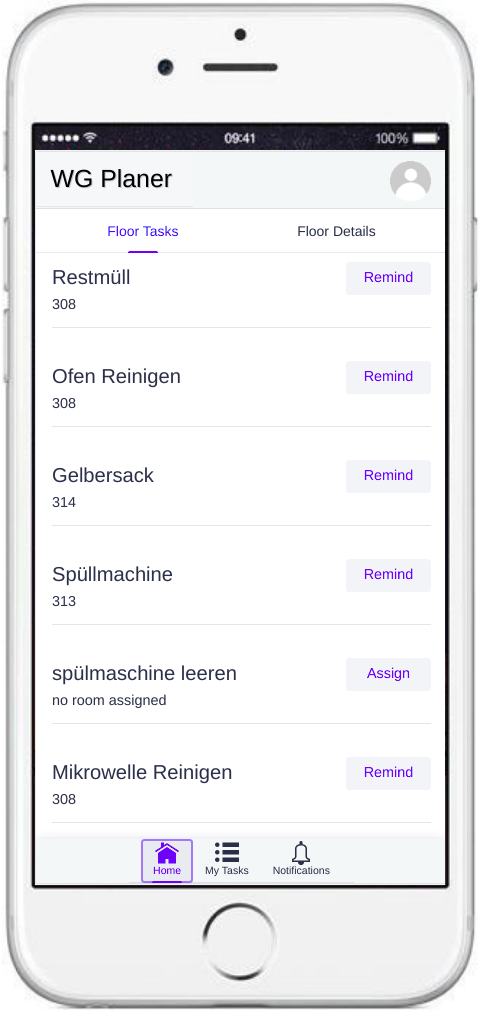 09:41
100%
WG Planer
Floor Tasks
Floor Details
Restmüll
Remind
308
Ofen Reinigen
Remind
308
Gelbersack
Remind
314
Spüllmachine
Remind
313
spülmaschine leeren
Assign
no room assigned
Mikrowelle Reinigen
Remind
308
Home
My Tasks
Notifications